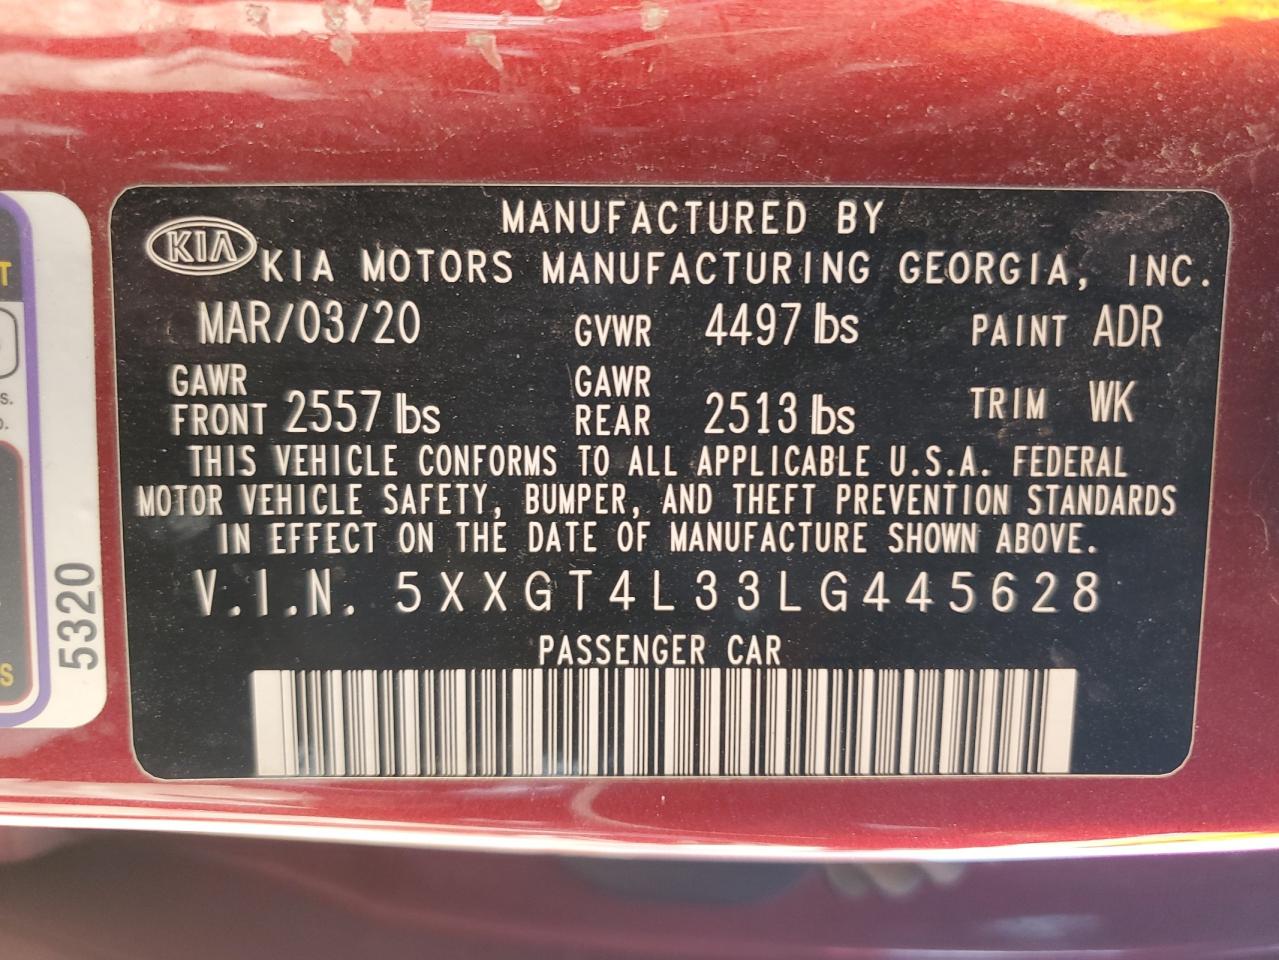 MANUFACTURED BY
KIA KIA MOTORS MANUFACTURING GEORGIA, INC.
MAR/03/20 GVWR 4497 lbs PAINT ADR
GAWR FRONT 2557 lbs GAWR REAR 2513 lbs TRIM WK
THIS VEHICLE CONFORMS TO ALL APPLICABLE U.S.A. FEDERAL
MOTOR VEHICLE SAFETY, BUMPER, AND THEFT PREVENTION STANDARDS
IN EFFECT ON THE DATE OF MANUFACTURE SHOWN ABOVE.
V.I.N. 5XXGT4L33LG445628
PASSENGER CAR
5320